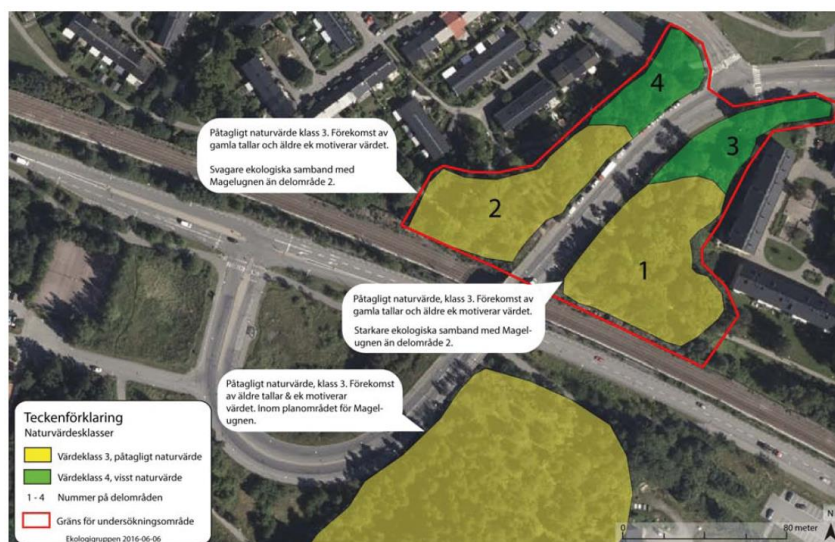 Påtagligt naturvärde klass 3. Förekomst av
gamla tallar och äldre ek motiverar värdet.
Svagare ekologiska samband med
Magelugnen än delområde 2.
4
3
2
1
Påtagligt naturvärde, klass 3. Förekomst av
gamla tallar och äldre ek motiverar värdet.
Starkare ekologiska samband med Magel-
ugnen än delområde 2.
Påtagligt naturvärde, klass 3. Förekomst
av äldre tallar & ek motiverar
värdet. Inom planområdet för Magel-
ugnen.
Teckenförklaring
Naturvärdesklasser
Värdeklass 3, påtagligt naturvärde
Värdeklass 4, visst naturvärde
1 - 4 Nummer på delområden
Gräns för undersökningsområde
Ekologigruppen 2016-06-06
0 80 meter
N